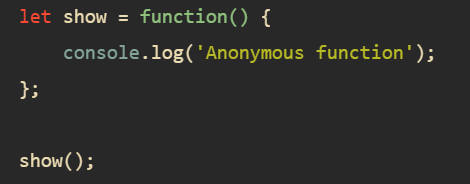 let show = function() {
    console.log('Anonymous function');
};

show();